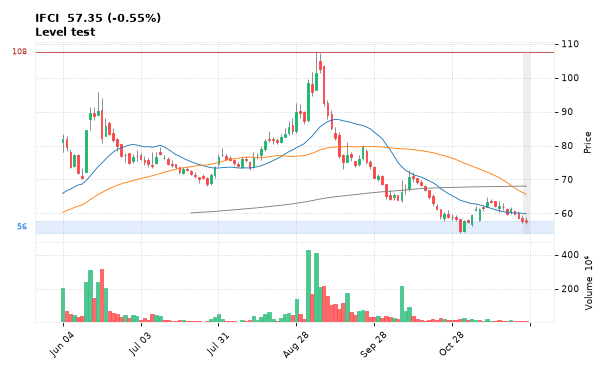 IFCI 57.35 (-0.55%)
Level test
108
110
100
90
80
70
60
56
Price
400
200
Volume 10⁶
Jun 04
Jul 03
Jul 31
Aug 28
Sep 28
Oct 28